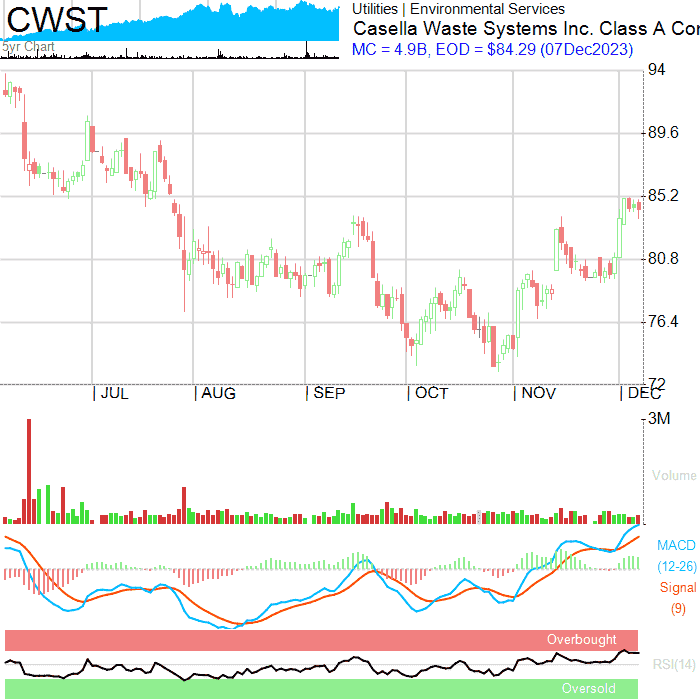 CWST
5yr Chart
Utilities | Environmental Services
Casella Waste Systems Inc. Class A Cor
MC = 4.9B, EOD = $84.29 (07Dec2023)
94
89.6
85.2
80.8
76.4
72
JUL AUG SEP OCT NOV DEC
3M
Volume
MACD
(12-26)
Signal
(9)
Overbought
RSI(14)
Oversold